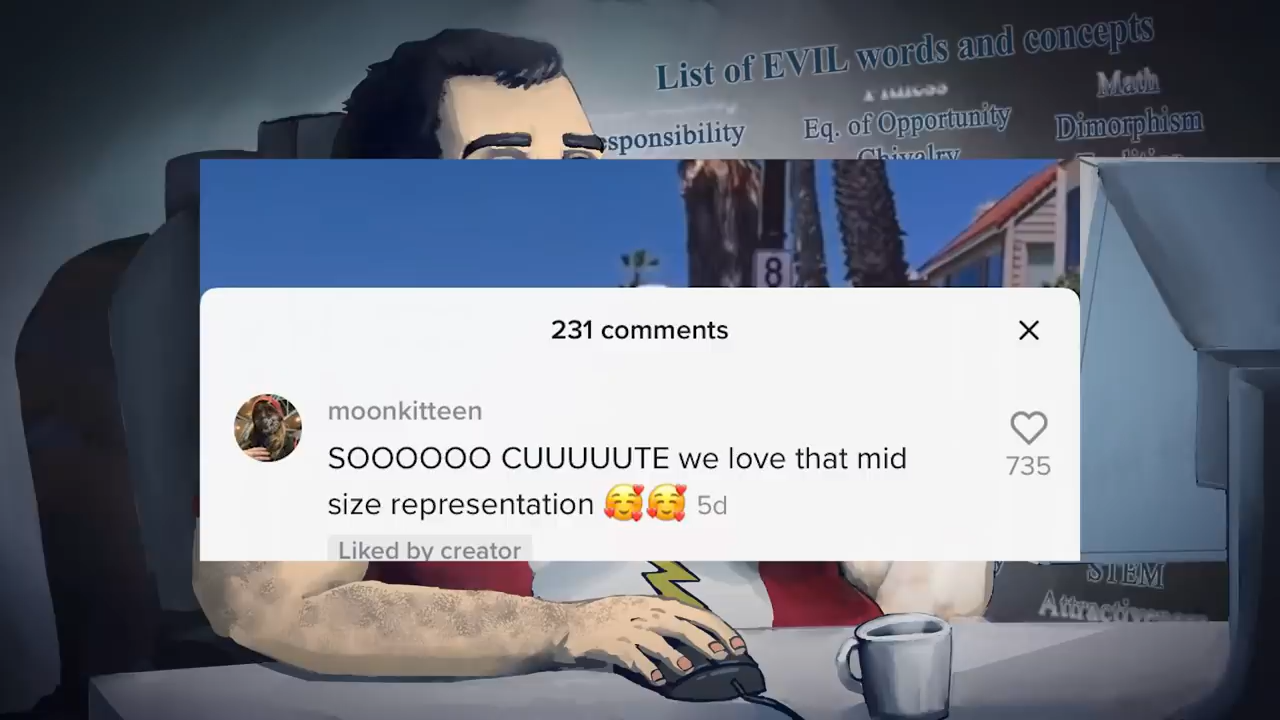 List of EVIL words and concepts
Math
sponsibility
Eq. of Opportunity
Dimorphism
Chivalry
8
231 comments
moonkitteen
SOOOOOO CUUUUUTE we love that mid
size representation 🥰🥰 5d
735
Liked by creator
STEM